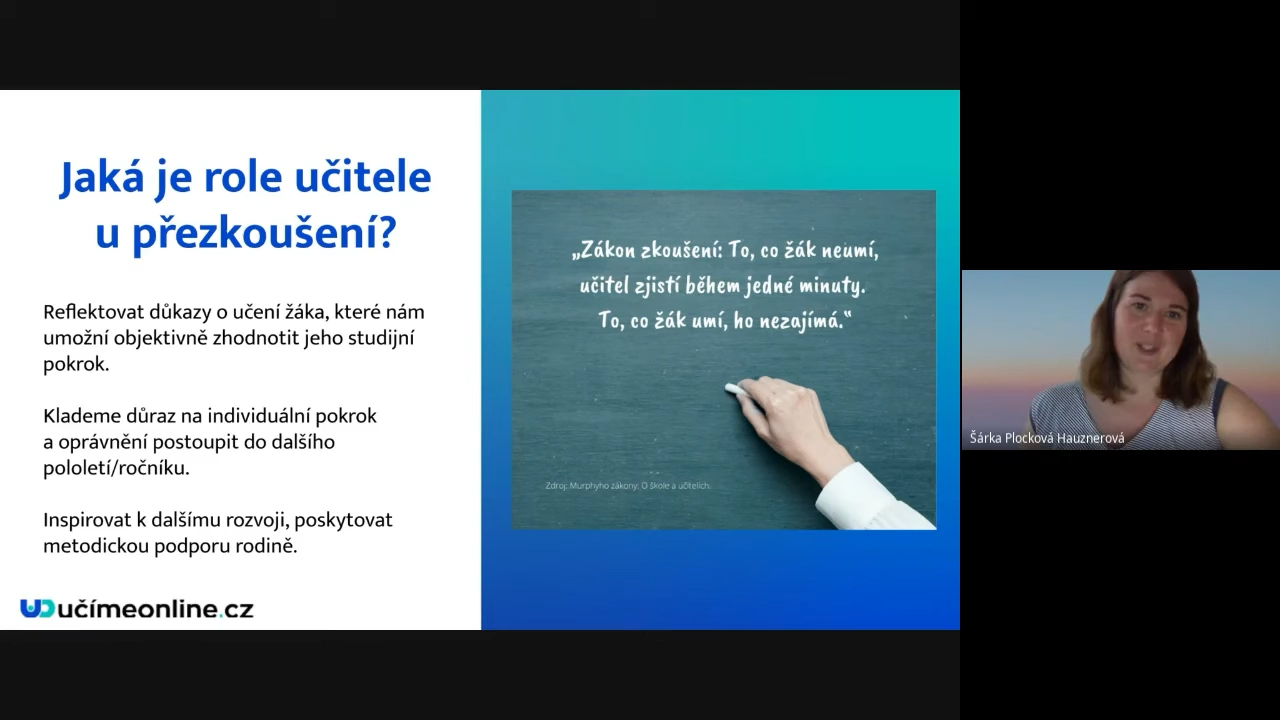 Jaká je role učitele
u přezkoušení?
Reflektovat důkazy o učení žáka, které nám
umožní objektivně zhodnotit jeho studijní
pokrok.
Klademe důraz na individuální pokrok
a oprávnění postoupit do dalšího
pololetí/ročníku.
Inspirovat k dalšímu rozvoji, poskytovat
metodickou podporu rodině.
učímeonline.cz
„Zákon zkoušení: To, co žák neumí,
učitel zjistí během jedné minuty.
To, co žák umí, ho nezajímá.“
Zdroj: Murphyho zákony: O škole a učitelích.
Šárka Plocková Hauznerová